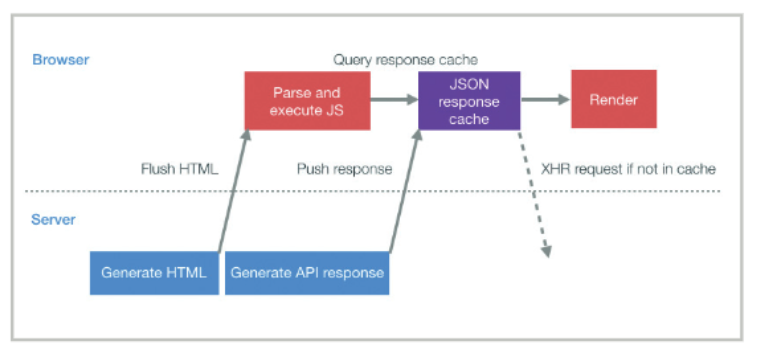 Browser
Query response cache
Parse and
execute JS
JSON
response
cache
Render
Flush HTML
Push response
XHR request if not in cache
Server
Generate HTML
Generate API response